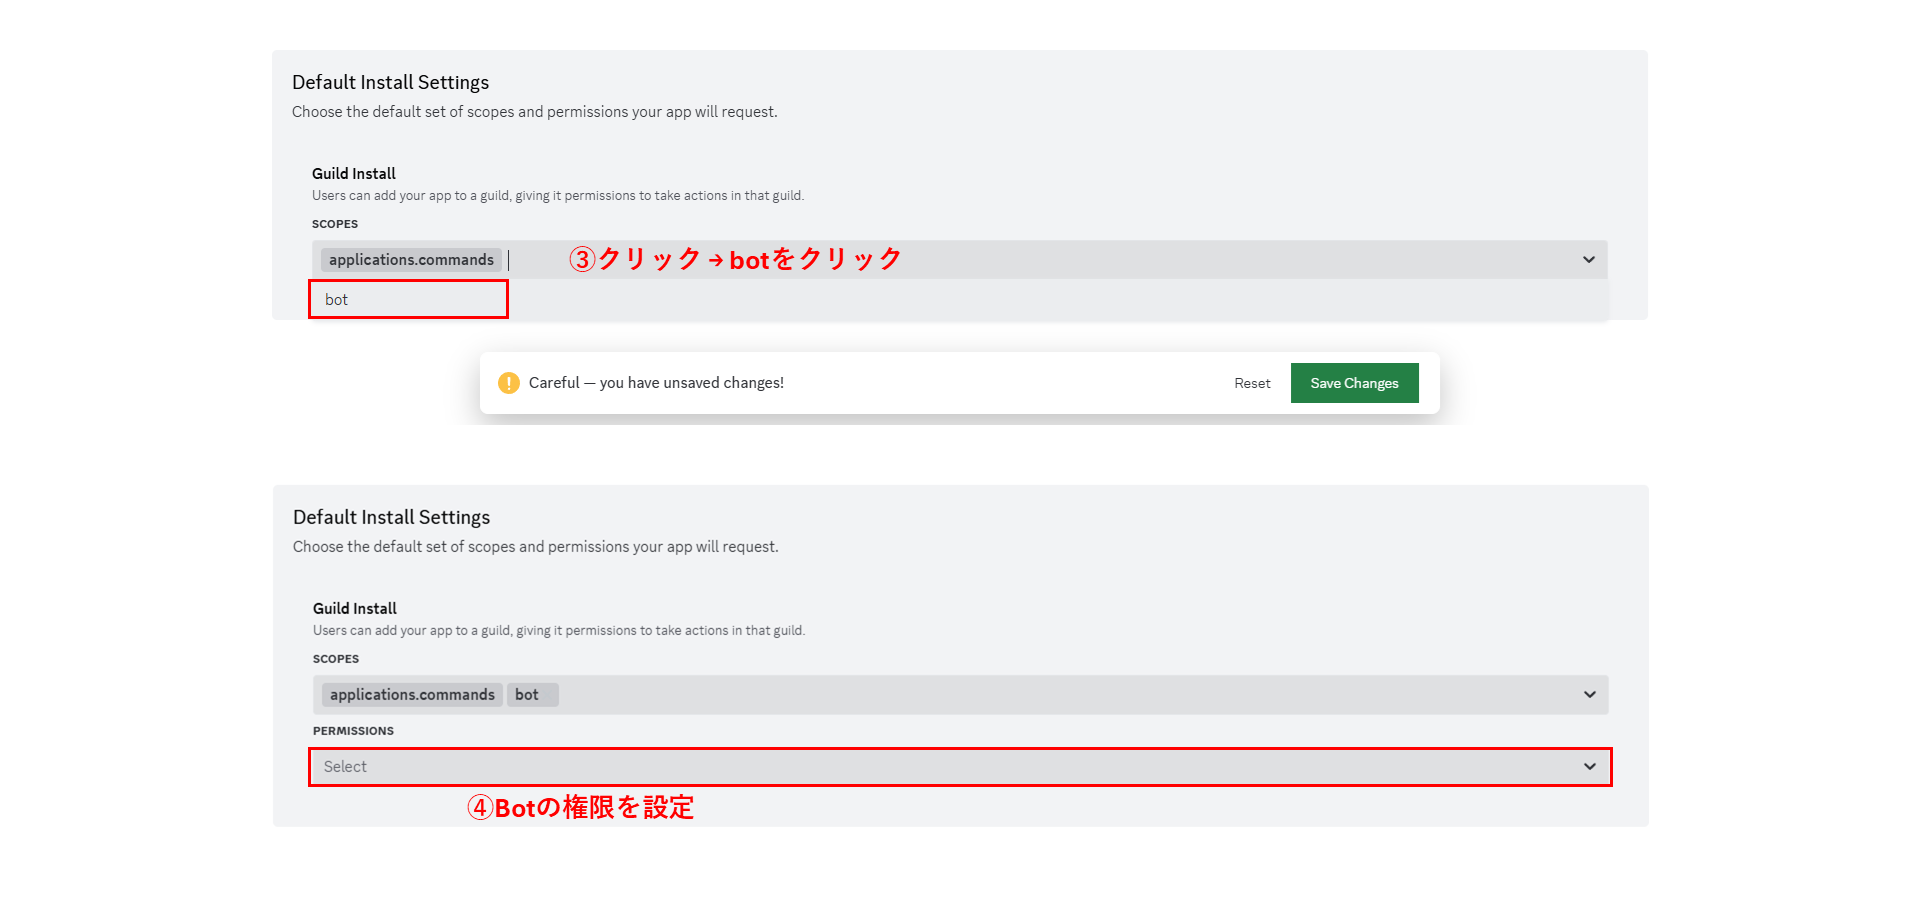 Default Install Settings
Choose the default set of scopes and permissions your app will request.
Guild Install
Users can add your app to a guild, giving it permissions to take actions in that guild.
SCOPES
applications.commands ③クリック→botをクリック
bot
Careful — you have unsaved changes! Reset Save Changes
Default Install Settings
Choose the default set of scopes and permissions your app will request.
Guild Install
Users can add your app to a guild, giving it permissions to take actions in that guild.
SCOPES
applications.commands bot
PERMISSIONS
Select
④Botの権限を設定